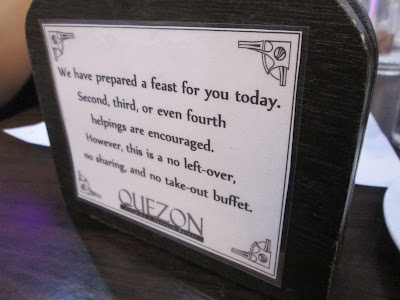 We have prepared a feast for you today.
Second, third, or even fourth
helpings are encouraged.
However, this is a no left-over,
no sharing, and no take-out buffet.
QUEZON